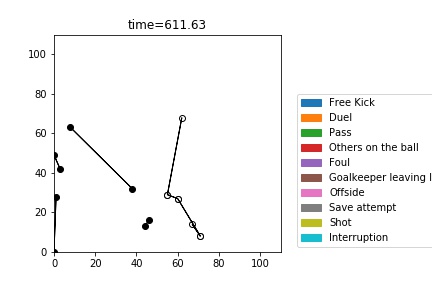 time=611.63
100
80
60
40
20
0
0 20 40 60 80 100
Free Kick
Duel
Pass
Others on the ball
Foul
Goalkeeper leaving l
Offside
Save attempt
Shot
Interruption